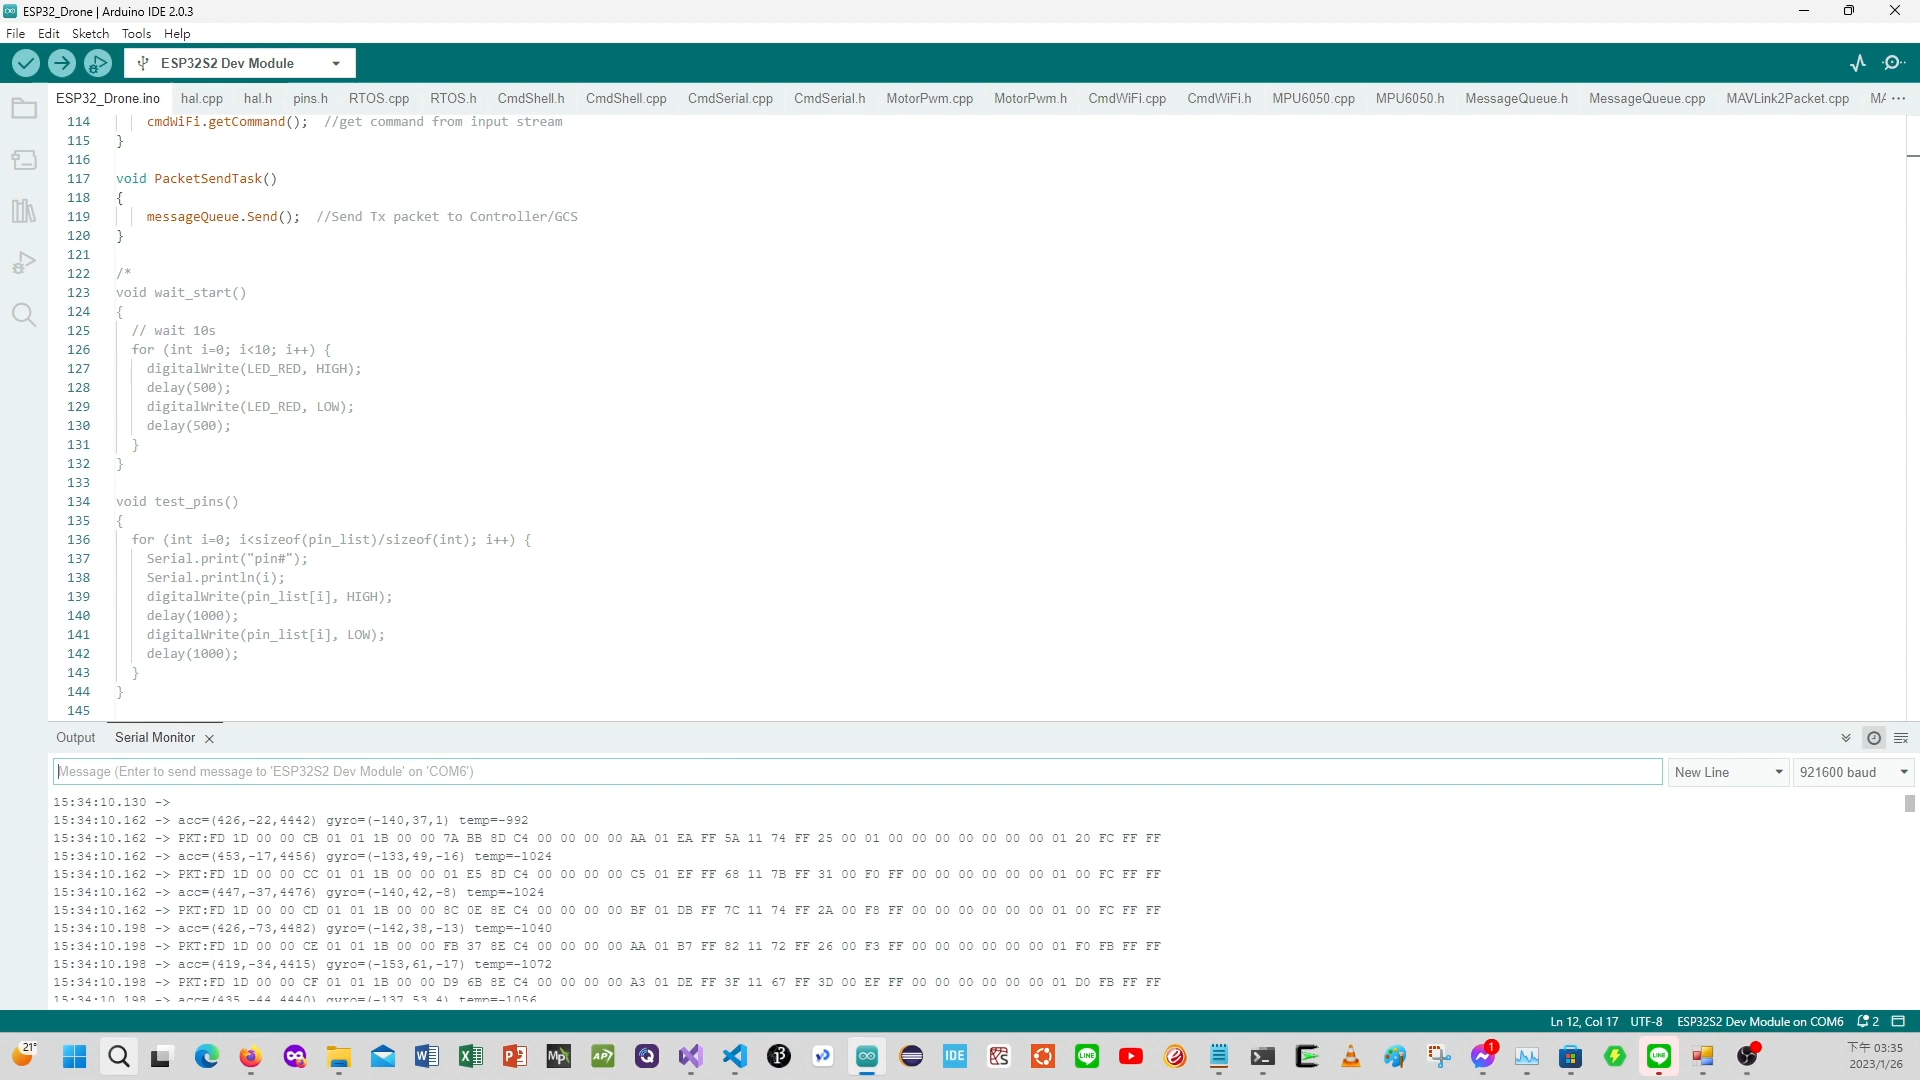 ESP32_Drone | Arduino IDE 2.0.3
File Edit Sketch Tools Help
ESP32S2 Dev Module
ESP32_Drone.ino hal.cpp hal.h pins.h RTOS.cpp RTOS.h CmdShell.h CmdShell.cpp CmdSerial.cpp CmdSerial.h MotorPwm.cpp MotorPwm.h CmdWiFi.cpp CmdWiFi.h MPU6050.cpp MPU6050.h MessageQueue.h MessageQueue.cpp MAVLink2Packet.cpp
114 cmdWiFi.getCommand(); //get command from input stream
115 }
116
117 void PacketSendTask()
118 {
119 messageQueue.Send(); //Send Tx packet to Controller/GCS
120 }
121
122 /*
123 void wait_start()
124 {
125 // wait 10s
126 for (int i=0; i<10; i++) {
127 digitalWrite(LED_RED, HIGH);
128 delay(500);
129 digitalWrite(LED_RED, LOW);
130 delay(500);
131 }
132 }
133
134 void test_pins()
135 {
136 for (int i=0; i<sizeof(pin_list)/sizeof(int); i++) {
137 Serial.print("pin#");
138 Serial.println(i);
139 digitalWrite(pin_list[i], HIGH);
140 delay(1000);
141 digitalWrite(pin_list[i], LOW);
142 delay(1000);
143 }
144 }
145
Output Serial Monitor
Message (Enter to send message to 'ESP32S2 Dev Module' on 'COM6') New Line 921600 baud
15:34:10.130 ->
15:34:10.162 -> acc=(426,-22,4442) gyro=(-140,37,1) temp=-992
15:34:10.162 -> PKT:FD 1D 00 00 CB 01 01 1B 00 00 7A BB 8D C4 00 00 00 00 AA 01 EA FF 5A 11 74 FF 25 00 01 00 00 00 00 00 00 00 01 20 FC FF FF
15:34:10.162 -> acc=(453,-17,4456) gyro=(-133,49,-16) temp=-1024
15:34:10.162 -> PKT:FD 1D 00 00 CC 01 01 1B 00 00 01 E5 8D C4 00 00 00 00 C5 01 EF FF 68 11 7B FF 31 00 F0 FF 00 00 00 00 00 00 01 00 FC FF FF
15:34:10.162 -> acc=(447,-37,4476) gyro=(-140,42,-8) temp=-1024
15:34:10.162 -> PKT:FD 1D 00 00 CD 01 01 1B 00 00 8C 0E 8E C4 00 00 00 00 BF 01 DB FF 7C 11 74 FF 2A 00 F8 FF 00 00 00 00 00 00 01 00 FC FF FF
15:34:10.198 -> acc=(426,-73,4482) gyro=(-142,38,-13) temp=-1040
15:34:10.198 -> PKT:FD 1D 00 00 CE 01 01 1B 00 00 FB 37 8E C4 00 00 00 00 AA 01 B7 FF 82 11 72 FF 26 00 F3 FF 00 00 00 00 00 00 01 F0 FB FF FF
15:34:10.198 -> acc=(419,-34,4415) gyro=(-153,61,-17) temp=-1072
15:34:10.198 -> PKT:FD 1D 00 00 CF 01 01 1B 00 00 D9 6B 8E C4 00 00 00 00 A3 01 DE FF 3F 11 67 FF 3D 00 EF FF 00 00 00 00 00 00 01 D0 FB FF FF
15:34:10.198 -> acc=(435,-44,4440) gyro=(-137,53,4) temp=-1056
Ln 12, Col 17 UTF-8 ESP32S2 Dev Module on COM6 2
21°
IDE
LINE
1
下午 03:35
2023/1/26